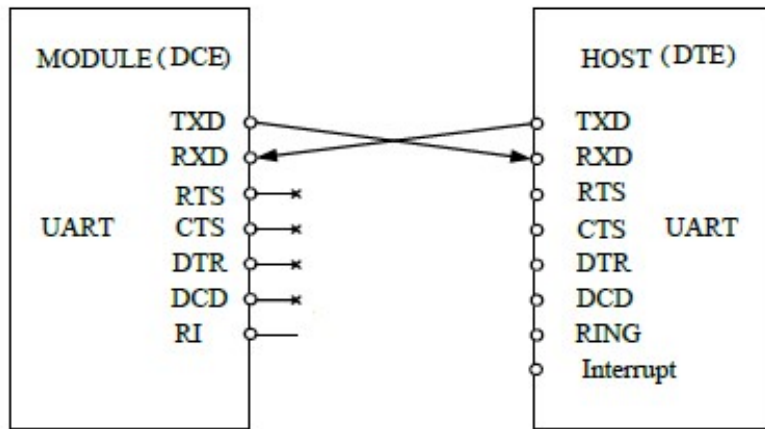 MODULE (DCE)
TXD
RXD
RTS
UART CTS
DTR
DCD
RI
HOST (DTE)
TXD
RXD
RTS
CTS UART
DTR
DCD
RING
Interrupt